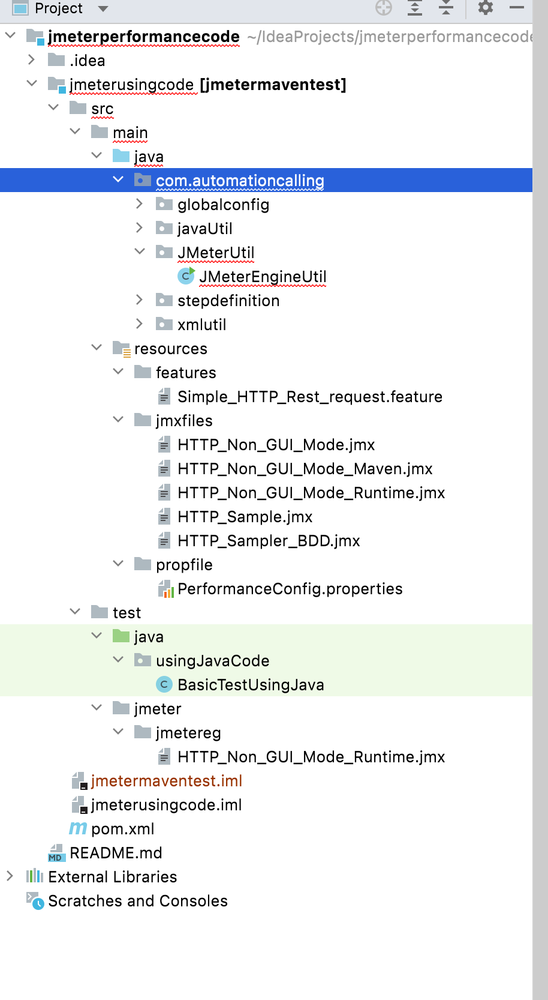 Project
jmeterperformancecode ~/IdeaProjects/jmeterperformancecode
.idea
jmeterusingcode [jmetermaventest]
src
main
java
com.automationcalling
globalconfig
javaUtil
JMeterUtil
C JMeterEngineUtil
stepdefinition
xmlutil
resources
features
Simple_HTTP_Rest_request.feature
jmxfiles
HTTP_Non_GUI_Mode.jmx
HTTP_Non_GUI_Mode_Maven.jmx
HTTP_Non_GUI_Mode_Runtime.jmx
HTTP_Sample.jmx
HTTP_Sampler_BDD.jmx
propfile
PerformanceConfig.properties
test
java
usingJavaCode
C BasicTestUsingJava
jmeter
jmetereg
HTTP_Non_GUI_Mode_Runtime.jmx
jmetermaventest.iml
jmeterusingcode.iml
m pom.xml
MD README.md
External Libraries
Scratches and Consoles